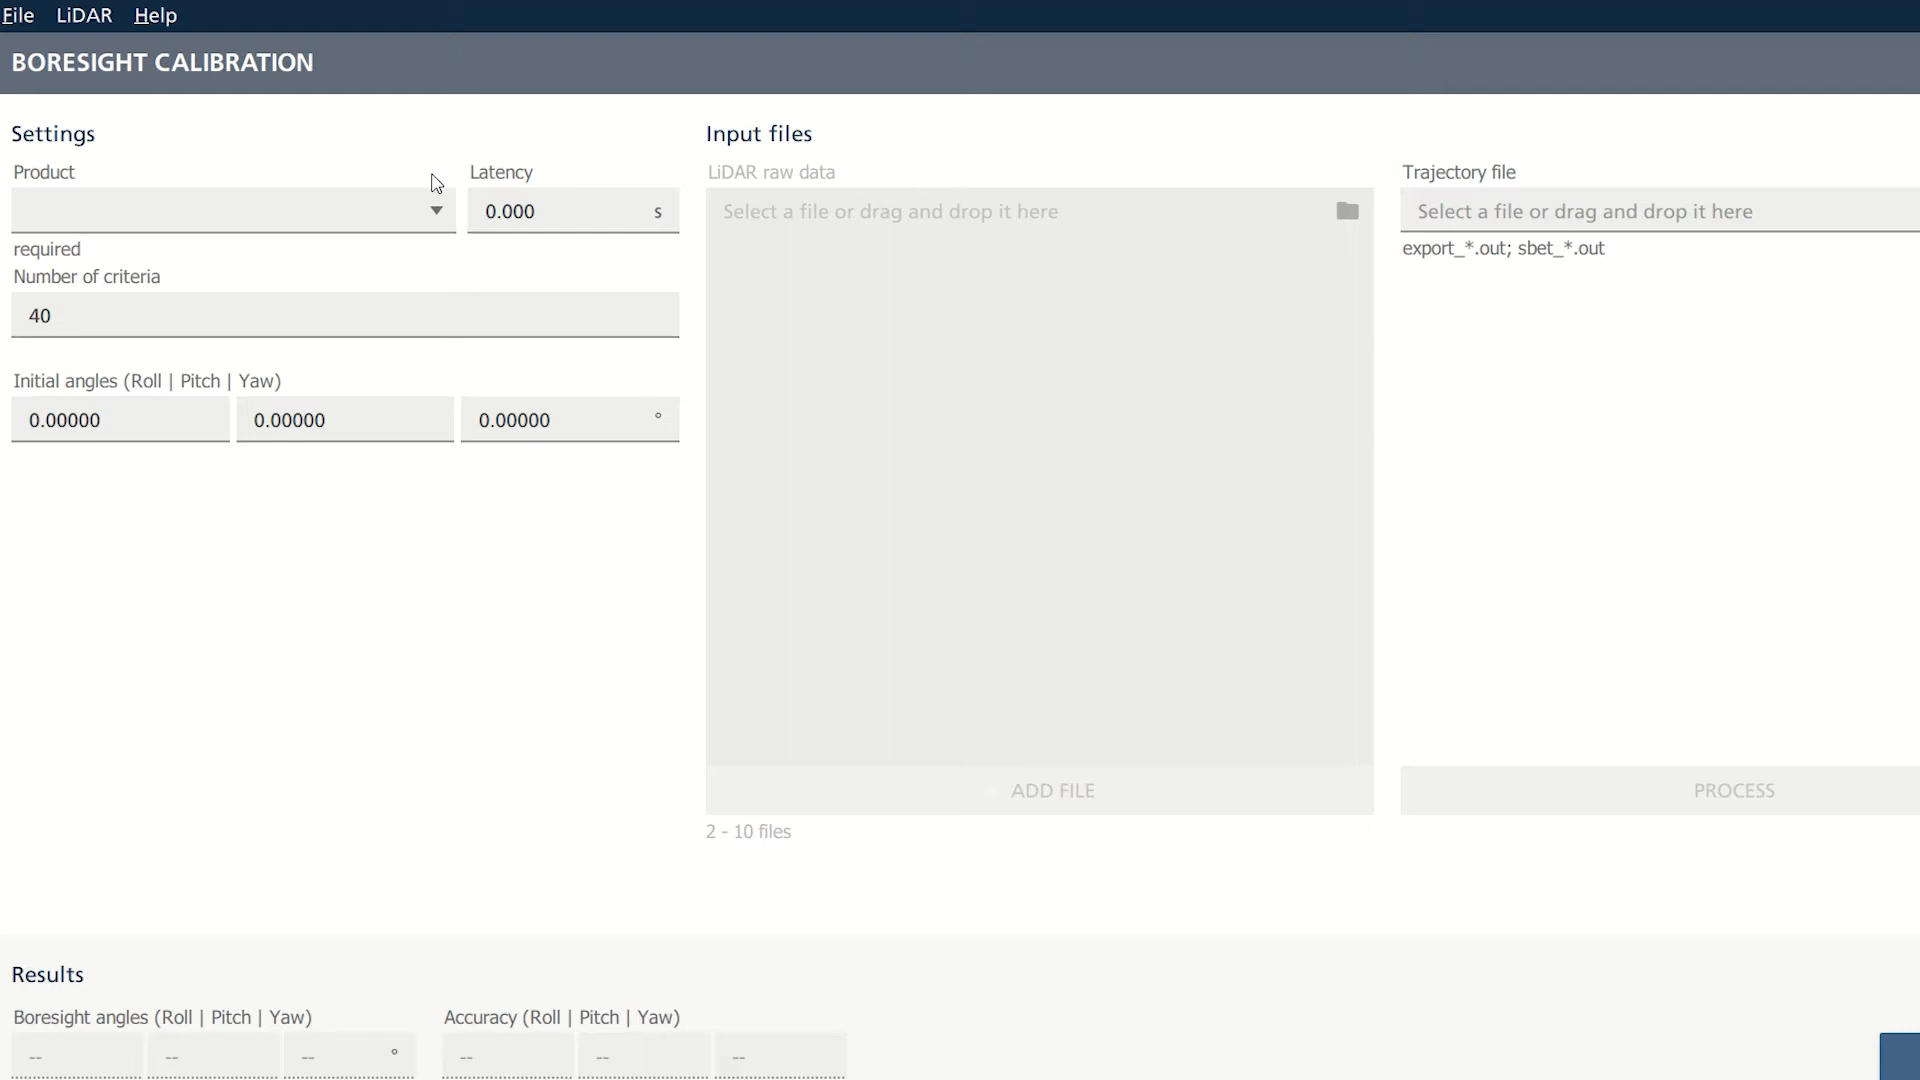 File LiDAR Help
BORESIGHT CALIBRATION
Settings
Product
Latency
0.000 s
required
Number of criteria
40
Initial angles (Roll | Pitch | Yaw)
0.00000 0.00000 0.00000 °
Input files
LiDAR raw data
Select a file or drag and drop it here
ADD FILE
2 - 10 files
Trajectory file
Select a file or drag and drop it here
export_*.out; sbet_*.out
PROCESS
Results
Boresight angles (Roll | Pitch | Yaw)
-- -- -- °
Accuracy (Roll | Pitch | Yaw)
-- -- --